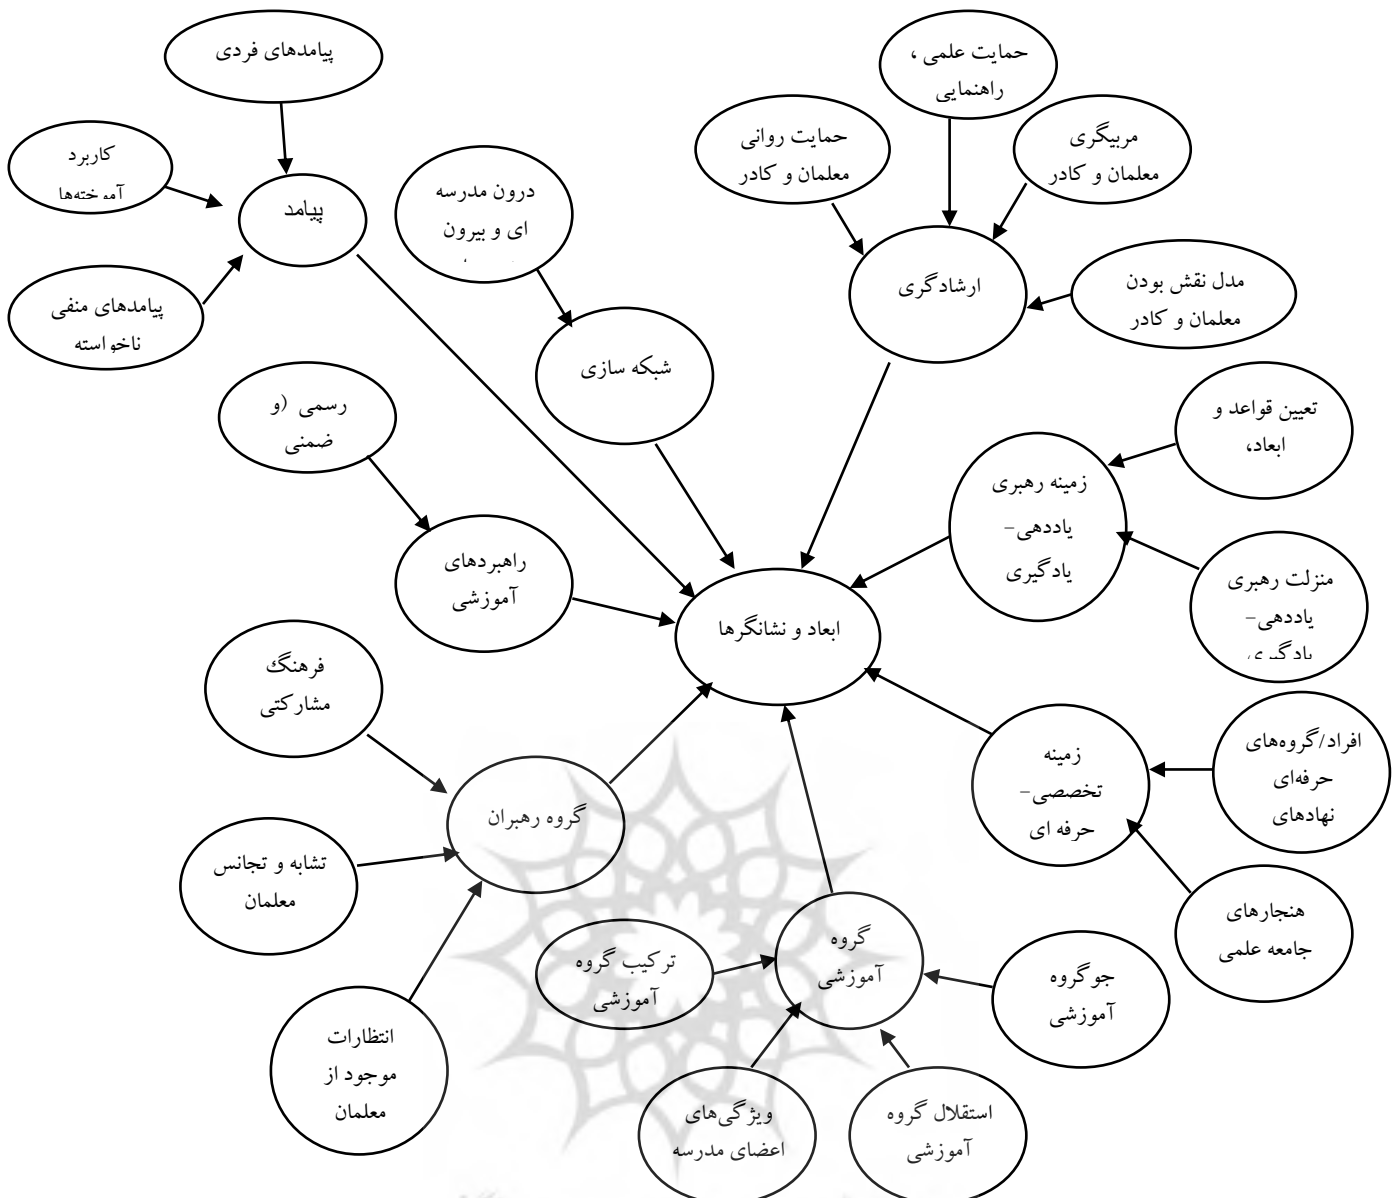 پیامدهای فردی
حمایت علمی ،
راهنمایی
حمایت روانی
معلمان و کادر
مربیگری
معلمان و کادر
کاربرد
آموخته‌ها
درون مدرسه
ای و بیرون
پیامد
ارشادگری
مدل نقش بودن
معلمان و کادر
پیامدهای منفی
ناخواسته
شبکه سازی
رسمی (و
ضمنی
تعیین قواعد و
ابعاد،
زمینه رهبری
یاددهی-
یادگیری
راهبردهای
آموزشی
منزلت رهبری
یاددهی-
یادگیری
ابعاد و نشانگرها
فرهنگ
مشارکتی
افراد/گروه‌های
حرفه‌ای
نهادهای
زمینه
تخصصی-
حرفه ای
گروه رهبران
تشابه و تجانس
معلمان
هنجارهای
جامعه علمی
گروه
آموزشی
ترکیب گروه
آموزشی
جو گروه
آموزشی
انتظارات
موجود از
معلمان
ویژگی‌های
اعضای مدرسه
استقلال گروه
آموزشی